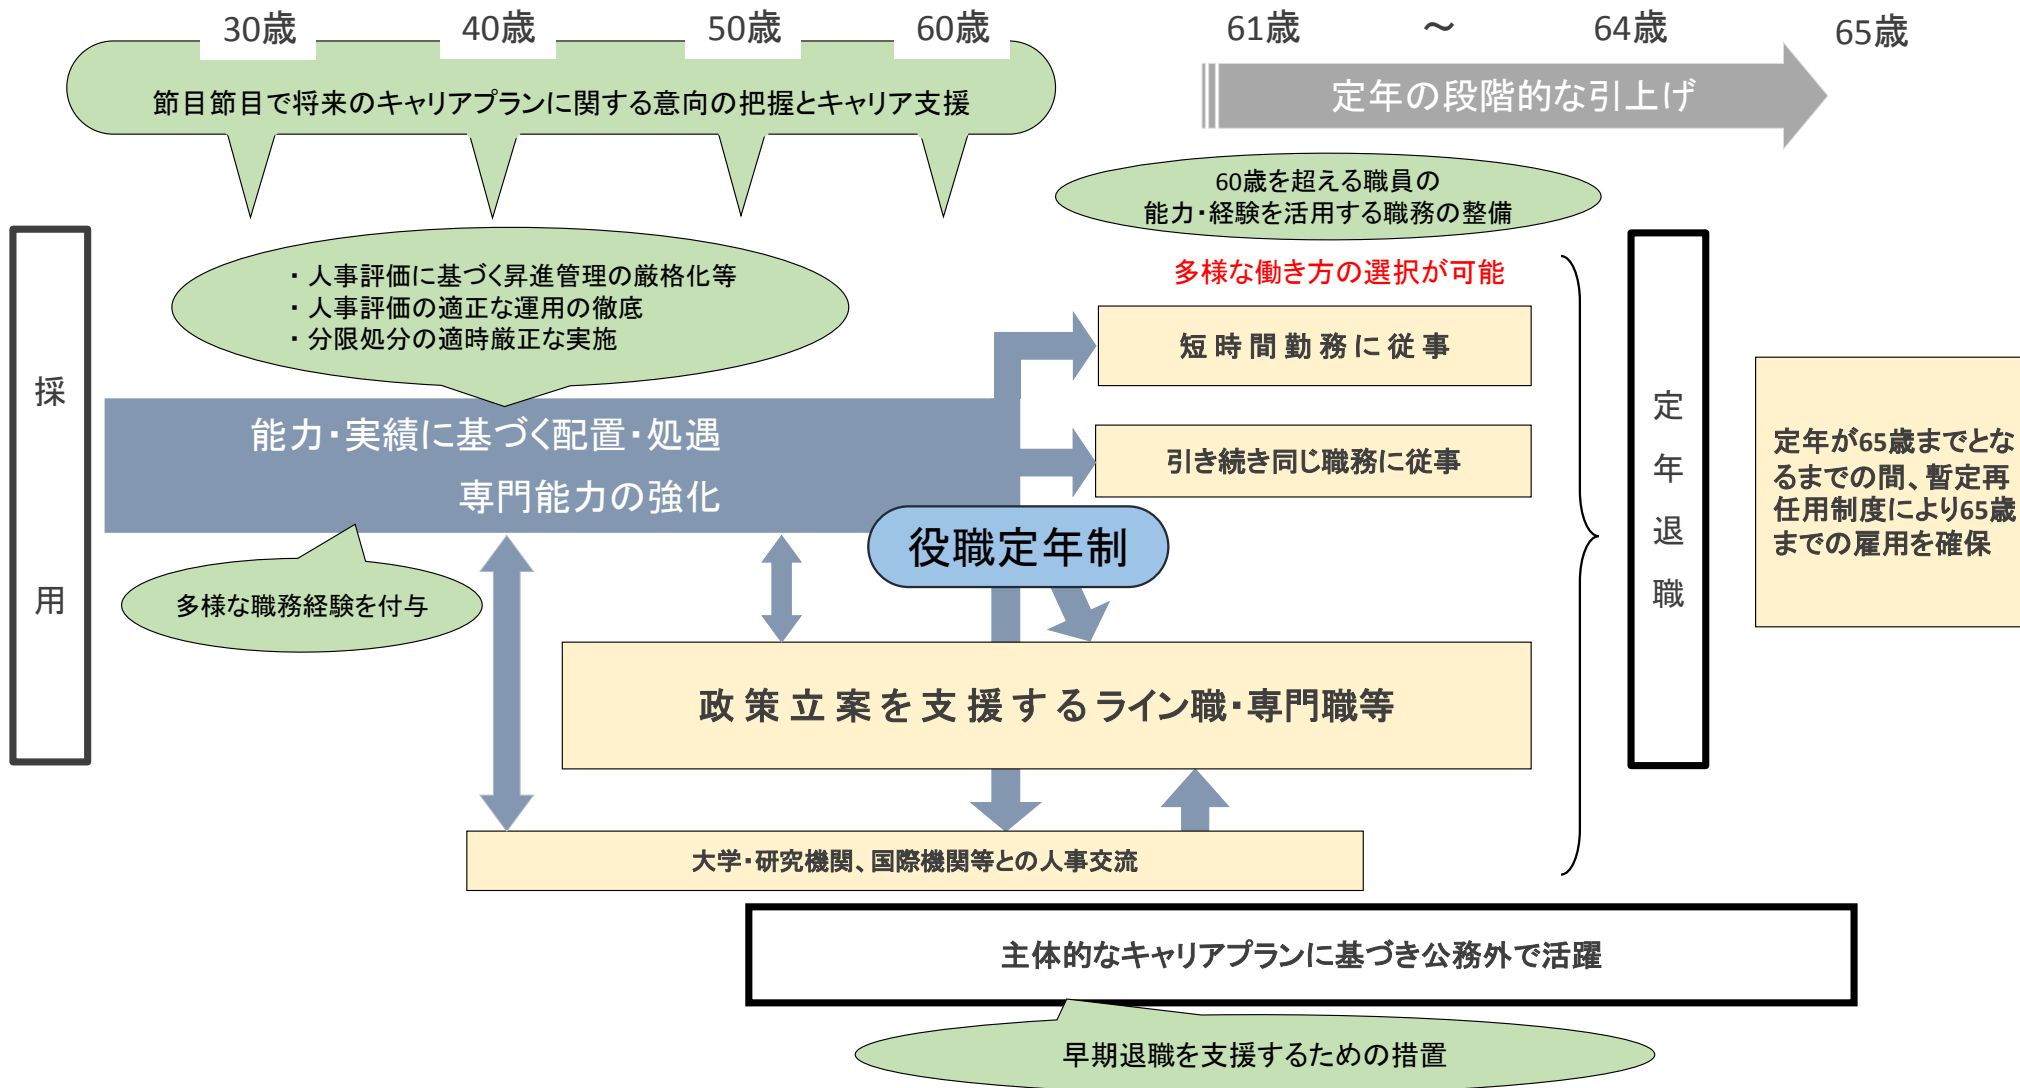 30歳
40歳
50歳
60歳
61歳
～
64歳
65歳
節目節目で将来のキャリアプランに関する意向の把握とキャリア支援
定年の段階的な引上げ
60歳を超える職員の
能力・経験を活用する職務の整備
採用
・ 人事評価に基づく昇進管理の厳格化等
・ 人事評価の適正な運用の徹底
・ 分限処分の適時厳正な実施
多様な働き方の選択が可能
短時間勤務に従事
能力・実績に基づく配置・処遇
専門能力の強化
引き続き同じ職務に従事
役職定年制
多様な職務経験を付与
政策立案を支援するライン職・専門職等
大学・研究機関、国際機関等との人事交流
定年退職
定年が65歳までとな
るまでの間、暫定再
任用制度により65歳
までの雇用を確保
主体的なキャリアプランに基づき公務外で活躍
早期退職を支援するための措置